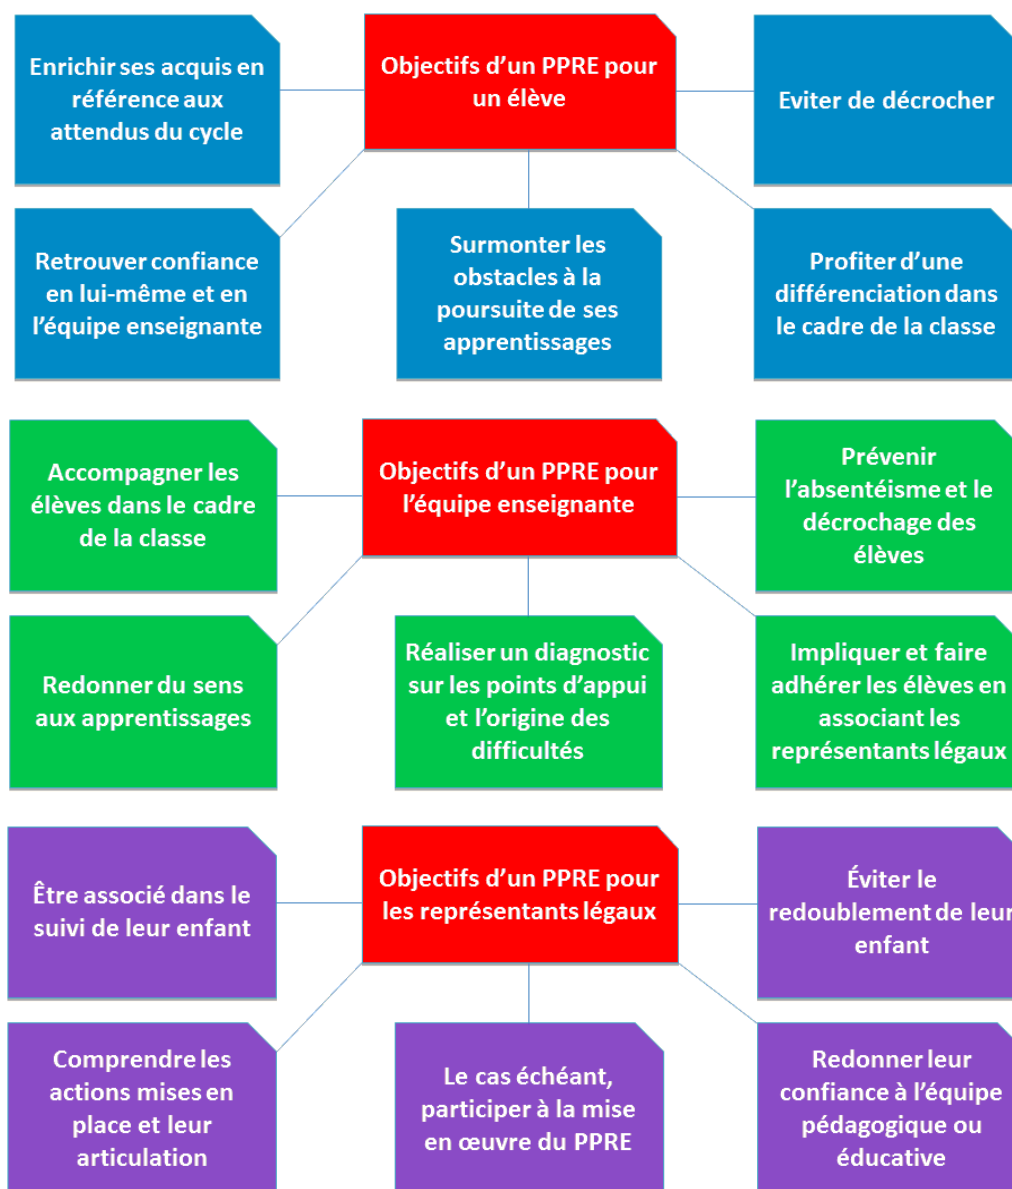 Enrichir ses acquis en
référence aux
attendus du cycle
Objectifs d’un PPRE pour
un élève
Eviter de décrocher
Retrouver confiance
en lui-même et en
l’équipe enseignante
Surmonter les
obstacles à la
poursuite de ses
apprentissages
Profiter d’une
différenciation dans
le cadre de la classe
Accompagner les
élèves dans le cadre
de la classe
Objectifs d’un PPRE pour
l’équipe enseignante
Prévenir
l’absentéisme et le
décrochage des
élèves
Redonner du sens
aux apprentissages
Réaliser un diagnostic
sur les points d’appui
et l’origine des
difficultés
Impliquer et faire
adhérer les élèves en
associant les
représentants légaux
Être associé dans le
suivi de leur enfant
Objectifs d’un PPRE pour
les représentants légaux
Éviter le
redoublement de leur
enfant
Comprendre les
actions mises en
place et leur
articulation
Le cas échéant,
participer à la mise
en œuvre du PPRE
Redonner leur
confiance à l’équipe
pédagogique ou
éducative